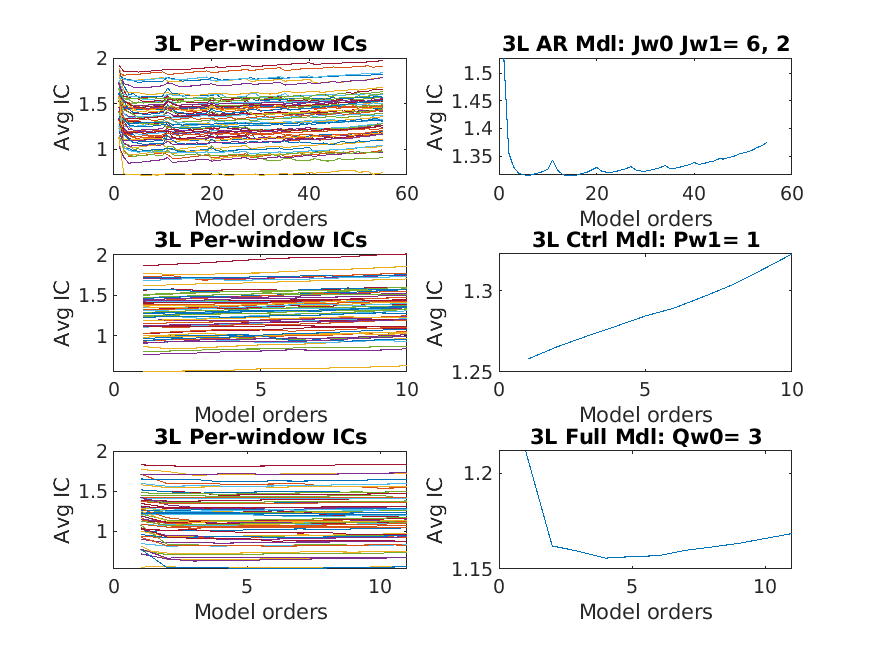 3L Per-window ICs
3L AR Mdl: Jw0 Jw1= 6, 2
2
1.5
1
Avg IC
0
20
40
60
Model orders
1.5
1.45
1.4
1.35
Avg IC
0
20
40
60
Model orders
3L Per-window ICs
3L Ctrl Mdl: Pw1= 1
2
1.5
1
Avg IC
0
5
10
Model orders
1.3
1.25
Avg IC
0
5
10
Model orders
3L Per-window ICs
3L Full Mdl: Qw0= 3
2
1.5
1
Avg IC
0
5
10
Model orders
1.2
1.15
Avg IC
0
5
10
Model orders